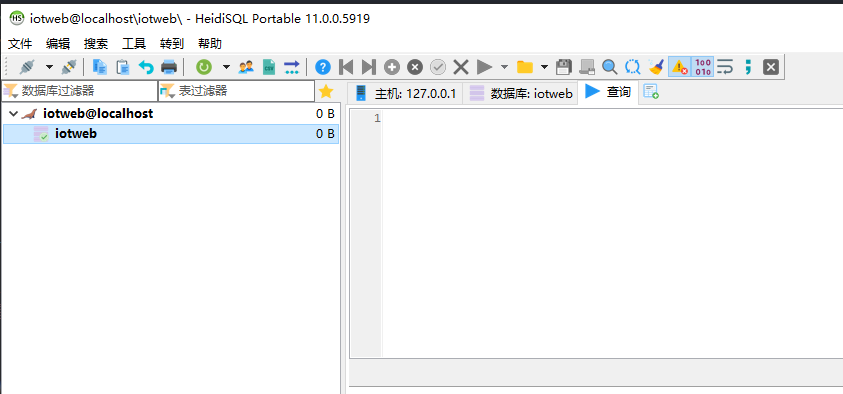 iotweb@localhost\iotweb\ - HeidiSQL Portable 11.0.0.5919
文件 编辑 搜索 工具 转到 帮助
数据库过滤器 表过滤器 主机: 127.0.0.1 数据库: iotweb 查询
iotweb@localhost 0 B
iotweb 0 B
1